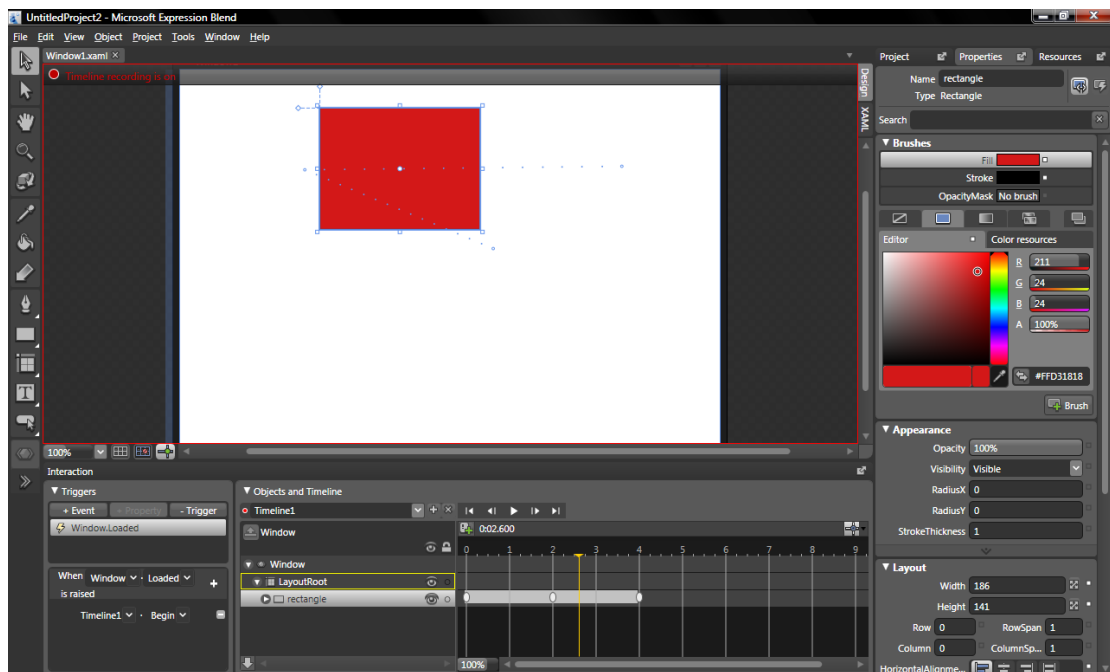 UntitledProject2 - Microsoft Expression Blend
File Edit View Object Project Tools Window Help
Window1.xaml ×
Timeline recording is on
Design
XAML
Project
Properties
Resources
Name rectangle
Type Rectangle
Search
Brushes
Fill
Stroke
OpacityMask No brush
Editor
Color resources
R 211
G 24
B 24
A 100%
#FFD31818
Brush
Appearance
Opacity 100%
Visibility Visible
RadiusX 0
RadiusY 0
StrokeThickness 1
Layout
Width 186
Height 141
Row 0 RowSpan 1
Column 0 ColumnSp... 1
HorizontalAlignme...
100%
Interaction
Triggers
+ Event + Property - Trigger
Window.Loaded
When Window · Loaded +
is raised
Timeline1 · Begin
Objects and Timeline
Timeline1
Window
0:02.600
0 1 2 3 4 5 6 7 8 9
Window
LayoutRoot
rectangle
100%